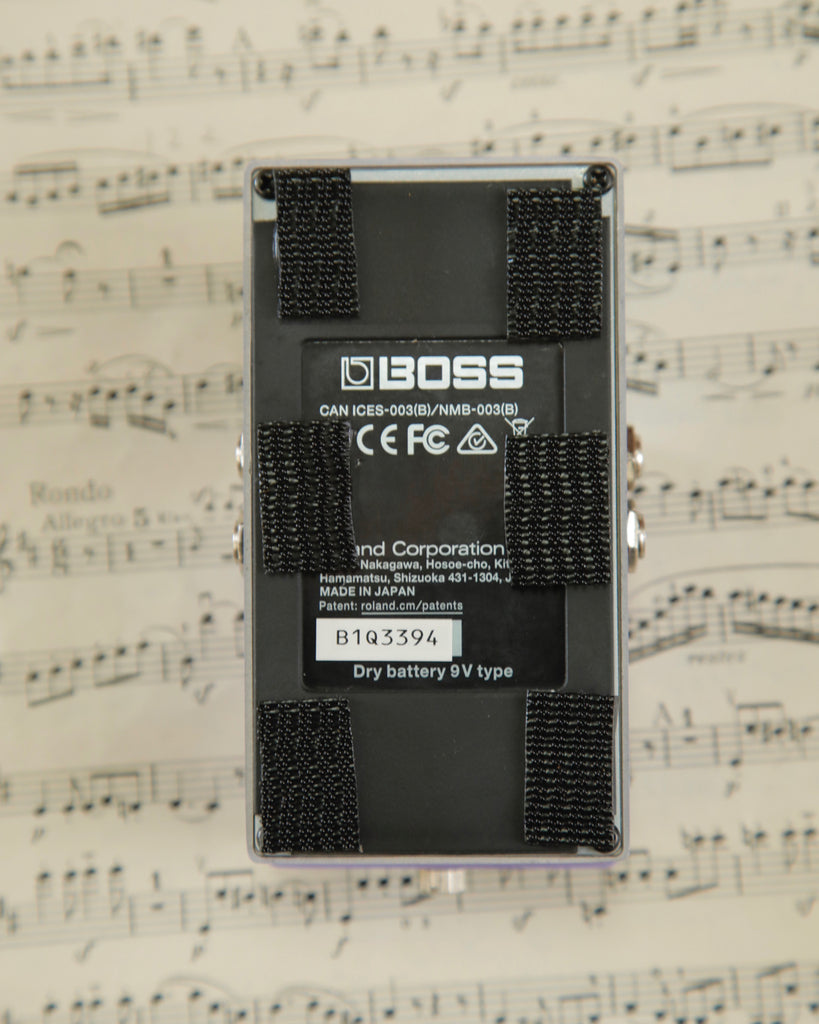 BOSS
CAN ICES-003(B)/NMB-003(B)
CE FC
and Corporation
Nakagawa, Hosoe-cho,
Hamamatsu, Shizuoka 431-1304,
MADE IN JAPAN
Patent: roland.cm/patents
B1Q3394
Dry battery 9V type
Rondo
Allegro